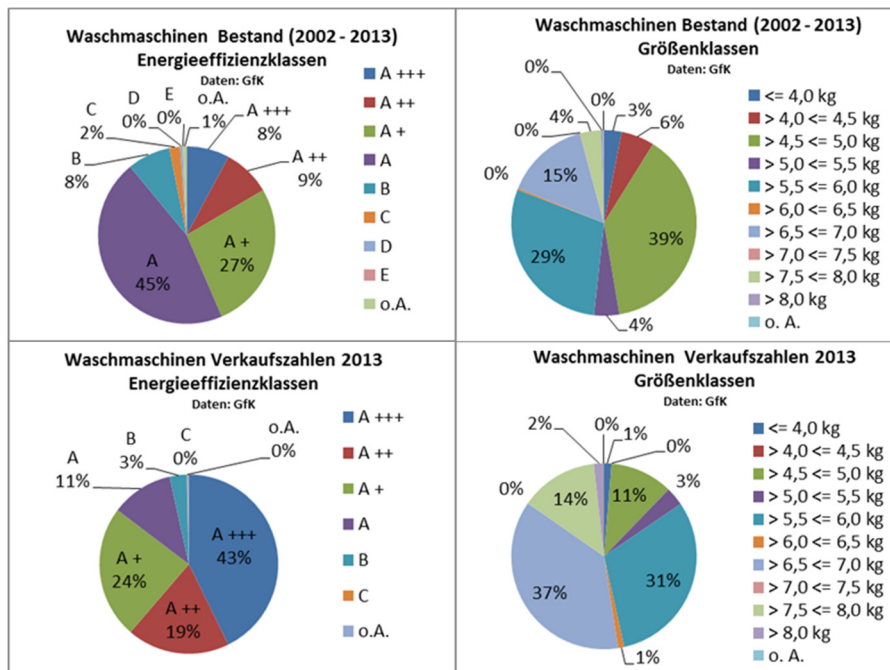 Waschmaschinen Bestand (2002 - 2013)
Energieeffizienzklassen
Daten: GfK
C
2%
D
0%
E
0%
o.A.
1%
A +++
8%
A ++
9%
B
8%
A
45%
A +
27%
A +++
A ++
A +
A
B
C
D
E
o.A.
Waschmaschinen Bestand (2002 - 2013)
Größenklassen
Daten: GfK
0%
0%
3%
6%
4%
0%
15%
0%
39%
29%
4%
<= 4,0 kg
> 4,0 <= 4,5 kg
> 4,5 <= 5,0 kg
> 5,0 <= 5,5 kg
> 5,5 <= 6,0 kg
> 6,0 <= 6,5 kg
> 6,5 <= 7,0 kg
> 7,0 <= 7,5 kg
> 7,5 <= 8,0 kg
> 8,0 kg
o. A.
Waschmaschinen Verkaufszahlen 2013
Energieeffizienzklassen
Daten: GfK
A
11%
B
3%
C
0%
o.A.
0%
A +++
43%
A +
24%
A ++
19%
A +++
A ++
A +
A
B
C
o.A.
Waschmaschinen Verkaufszahlen 2013
Größenklassen
Daten: GfK
2%
0%
1%
0%
3%
0%
14%
11%
37%
31%
1%
<= 4,0 kg
> 4,0 <= 4,5 kg
> 4,5 <= 5,0 kg
> 5,0 <= 5,5 kg
> 5,5 <= 6,0 kg
> 6,0 <= 6,5 kg
> 6,5 <= 7,0 kg
> 7,0 <= 7,5 kg
> 7,5 <= 8,0 kg
> 8,0 kg
o. A.